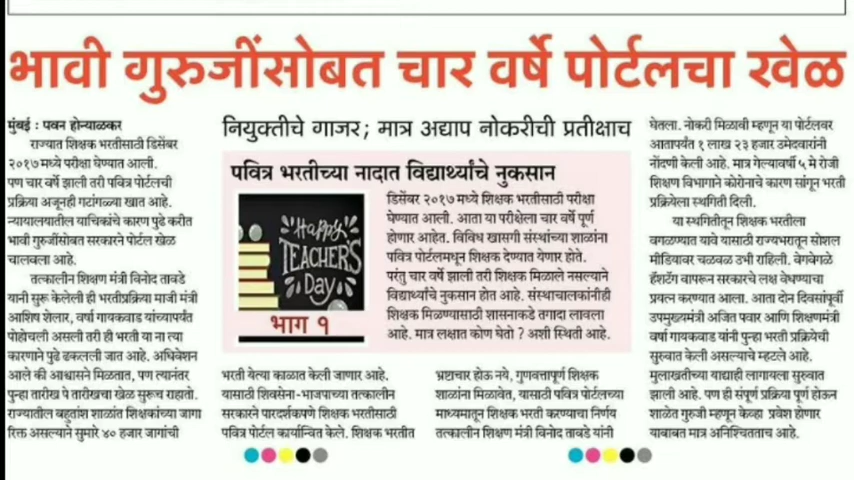 भावी गुरुजींसोबत चार वर्षे पोर्टलचा खेळ
मुंबई : पवन होन्याळकर
राज्यात शिक्षक भरतीसाठी डिसेंबर
२०१७ मध्ये परीक्षा घेण्यात आली.
पण चार वर्षे झाली तरी पवित्र पोर्टलची
प्रक्रिया अजूनही गटांगळ्या खात आहे.
न्यायालयातील याचिकांचे कारण पुढे करीत
भावी गुरुजींसोबत सरकारने पोर्टल खेळ
चालवला आहे.
तत्कालीन शिक्षण मंत्री विनोद तावडे
यांनी सुरू केलेली ही भरतीप्रक्रिया माजी मंत्री
आशिष शेलार, वर्षा गायकवाड यांच्यापर्यंत
पोहोचली असली तरी ही भरती या ना त्या
कारणाने पुढे ढकलली जात आहे. अधिवेशन
आले की आश्वासने मिळतात, पण त्यानंतर
पुन्हा तारीख पे तारीखचा खेळ सुरूच राहातो.
राज्यातील बहुतांश शाळांत शिक्षकांच्या जागा
रिक्त असल्याने सुमारे ४० हजार जागांची
नियुक्तीचे गाजर; मात्र अद्याप नोकरीची प्रतीक्षाच
पवित्र भरतीच्या नादात विद्यार्थ्यांचे नुकसान
Happy
TEACHER'S
Day
भाग १
डिसेंबर २०१७ मध्ये शिक्षक भरतीसाठी परीक्षा
घेण्यात आली. आता या परीक्षेला चार वर्षे पूर्ण
होणार आहेत. विविध खासगी संस्थांच्या शाळांना
पवित्र पोर्टलमधून शिक्षक देण्यात येणार होते.
परंतु चार वर्षे झाली तरी शिक्षक मिळाले नसल्याने
विद्यार्थ्यांचे नुकसान होत आहे. संस्थाचालकांनीही
शिक्षक मिळण्यासाठी शासनाकडे तगादा लावला
आहे. मात्र लक्षात कोण घेतो ? अशी स्थिती आहे.
भरती येत्या काळात केली जाणार आहे.
यासाठी शिवसेना-भाजपाच्या तत्कालीन
सरकारने पारदर्शकपणे शिक्षक भरतीसाठी
पवित्र पोर्टल कार्यान्वित केले. शिक्षक भरतीत
भ्रष्टाचार होऊ नये, गुणवत्तापूर्ण शिक्षक
शाळांना मिळावेत, यासाठी पवित्र पोर्टलच्या
माध्यमातून शिक्षक भरती करण्याचा निर्णय
तत्कालीन शिक्षण मंत्री विनोद तावडे यांनी
घेतला. नोकरी मिळावी म्हणून या पोर्टलवर
आतापर्यंत १ लाख २३ हजार उमेदवारांनी
नोंदणी केली आहे. मात्र गेल्यावर्षी ५ मे रोजी
शिक्षण विभागाने कोरोनाचे कारण सांगून भरती
प्रक्रियेला स्थगिती दिली.
या स्थगितीतून शिक्षक भरतीला
वगळण्यात यावे यासाठी राज्यभरातून सोशल
मीडियावर चळवळ उभी राहिली. वेगवेगळे
हॅशटॅग वापरून सरकारचे लक्ष वेधण्याचा
प्रयत्न करण्यात आला. आता दोन दिवसांपूर्वी
उपमुख्यमंत्री अजित पवार आणि शिक्षणमंत्री
वर्षा गायकवाड यांनी पुन्हा भरती प्रक्रियेची
सुरुवात केली असल्याचे म्हटले आहे.
मुलाखतीच्या याद्याही लागायला सुरुवात
झाली आहे. पण ही संपूर्ण प्रक्रिया पूर्ण होऊन
शाळेत गुरुजी म्हणून केव्हा प्रवेश होणार
याबाबत मात्र अनिश्चितताच आहे.